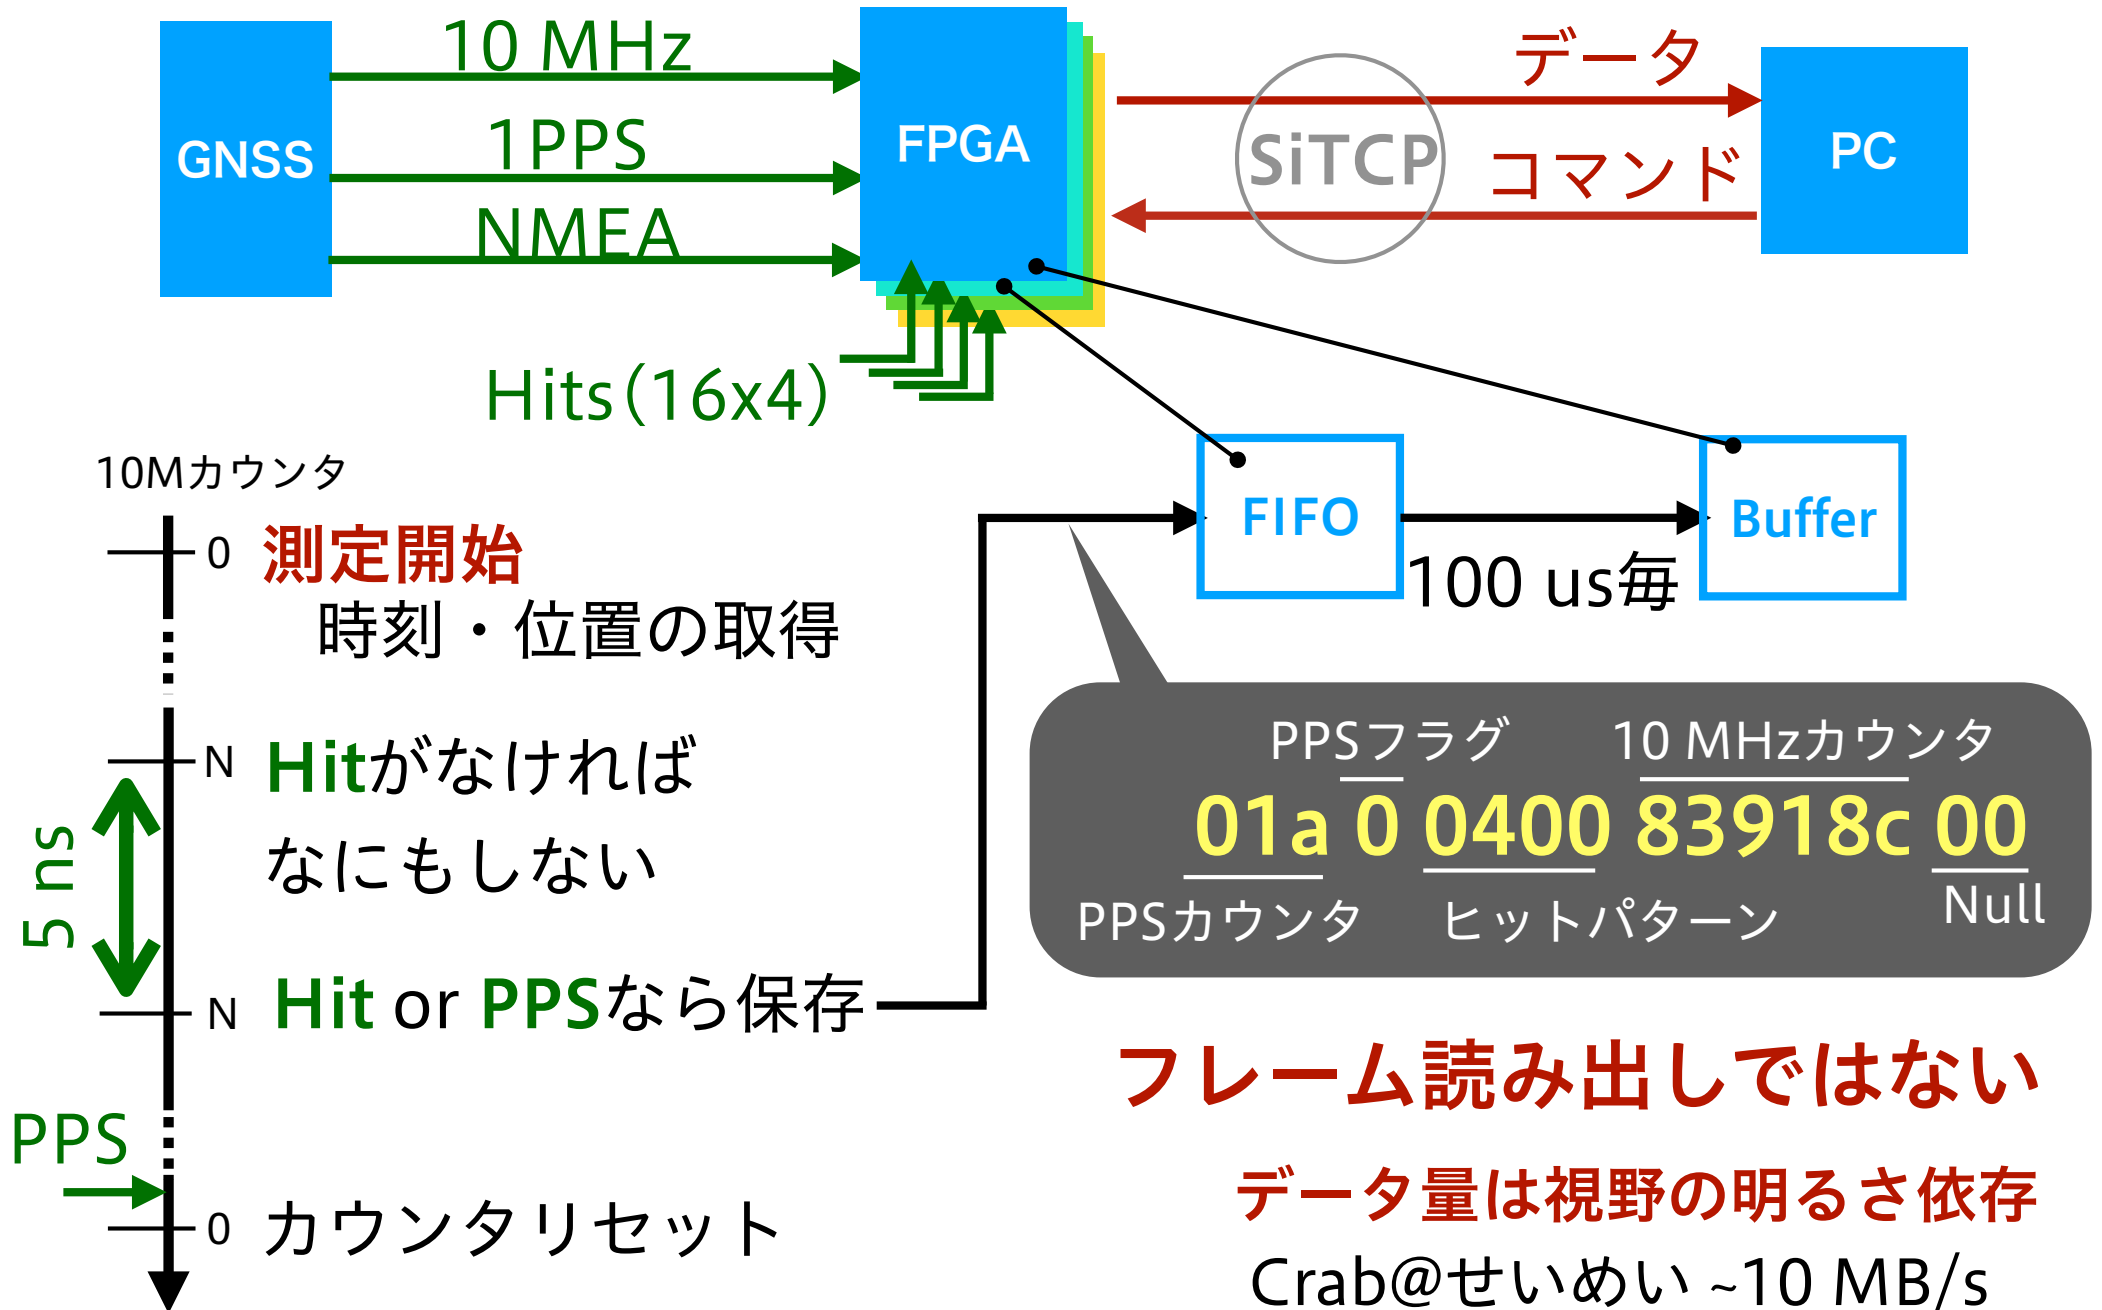 10 MHz
1PPS
NMEA
GNSS
FPGA
SiTCP
データ
コマンド
PC
Hits(16x4)
10Mカウンタ
0
測定開始
時刻・位置の取得
FIFO
100 us毎
Buffer
N
Hitがなければ
なにもしない
5 ns
N
Hit or PPSなら保存
PPS
0
カウンタリセット
PPSフラグ 10 MHzカウンタ
01a 0 0400 83918c 00
PPSカウンタ ヒットパターン Null
フレーム読み出しではない
データ量は視野の明るさ依存
Crab@せいめい ~10 MB/s